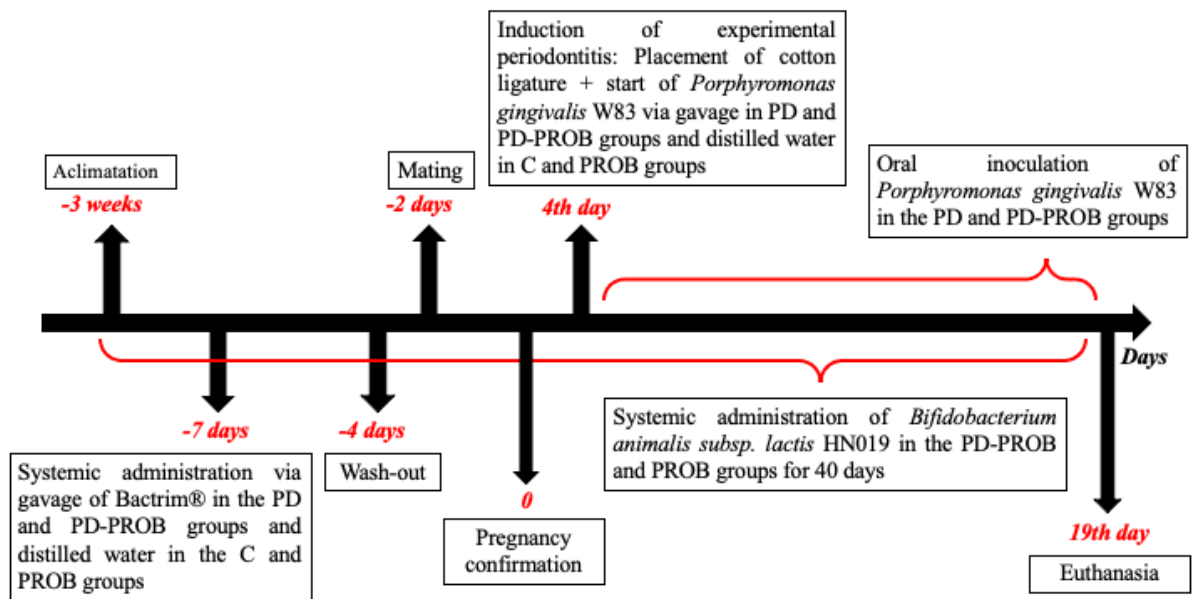 Induction of experimental
periodontitis: Placement of cotton
ligature + start of Porphyromonas
gingivalis W83 via gavage in PD and
PD-PROB groups and distilled water
in C and PROB groups
Aclimatation
-3 weeks
Mating
-2 days
4th day
Oral inoculation of
Porphyromonas gingivalis W83
in the PD and PD-PROB groups
Days
-7 days
Systemic administration via
gavage of Bactrim® in the PD
and PD-PROB groups and
distilled water in the C and
PROB groups
-4 days
Wash-out
0
Pregnancy
confirmation
Systemic administration of Bifidobacterium
animalis subsp. lactis HN019 in the PD-PROB
and PROB groups for 40 days
19th day
Euthanasia